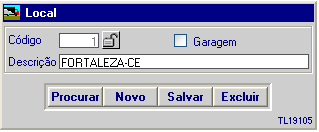 Local
Código 1 Garagem
Descrição FORTALEZA-CE
Procurar Novo Salvar Excluir
TL19105